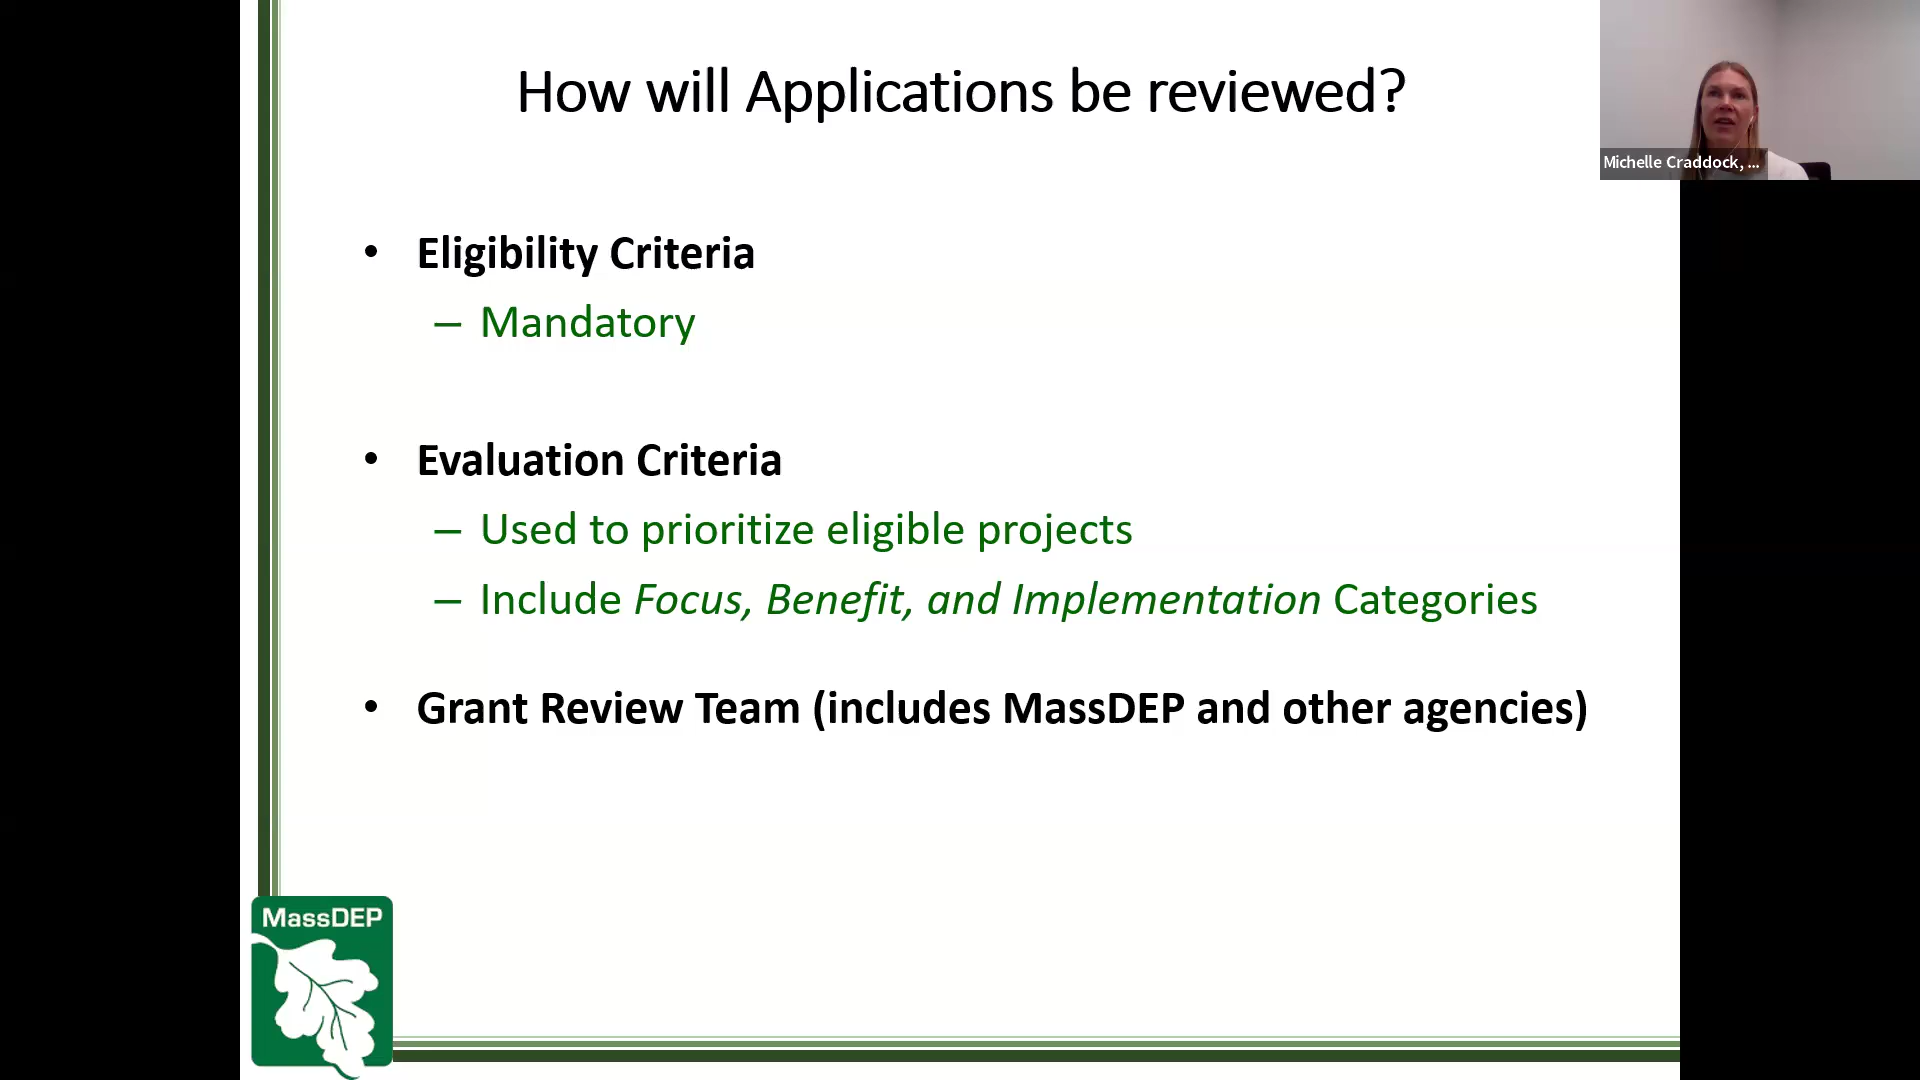 How will Applications be reviewed?
Michelle Craddock, ...
• Eligibility Criteria
– Mandatory
• Evaluation Criteria
– Used to prioritize eligible projects
– Include Focus, Benefit, and Implementation Categories
• Grant Review Team (includes MassDEP and other agencies)
MassDEP